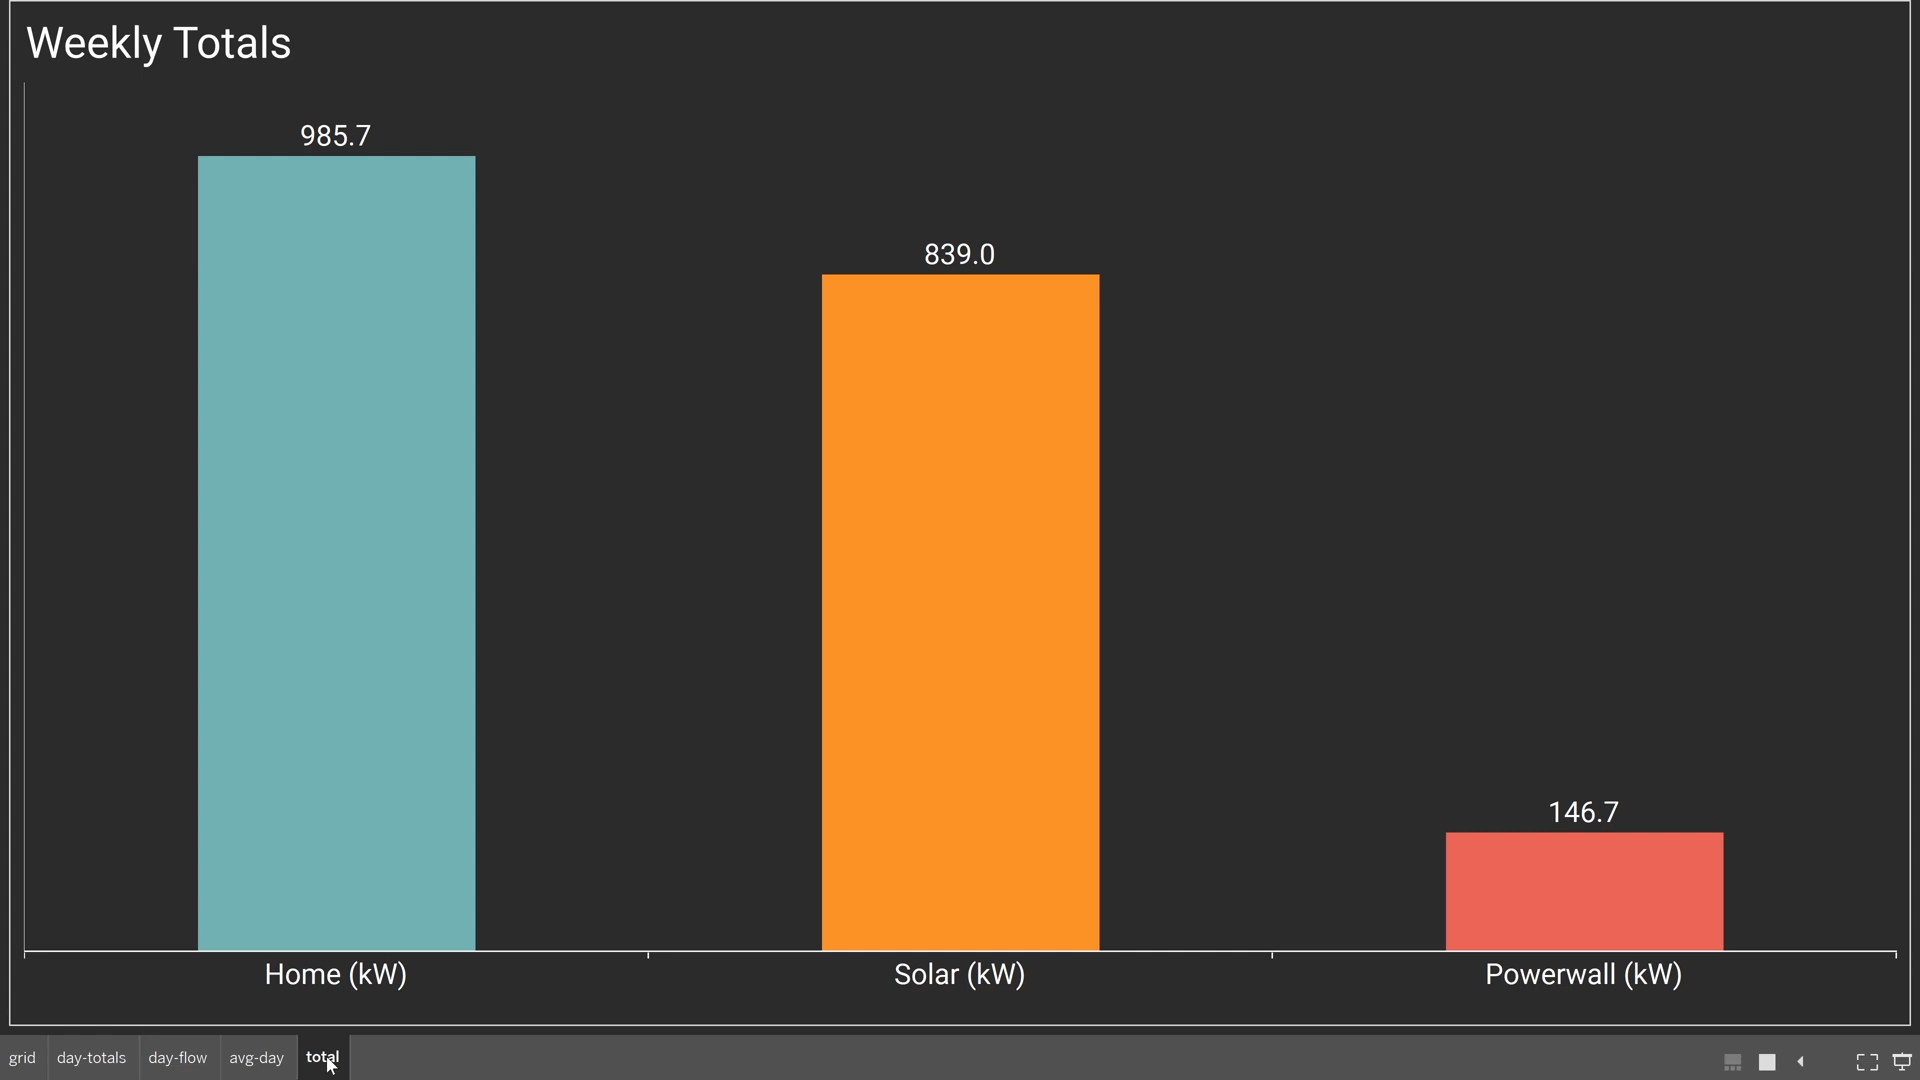 Weekly Totals
985.7
839.0
146.7
Home (kW)
Solar (kW)
Powerwall (kW)
grid day-totals day-flow avg-day total